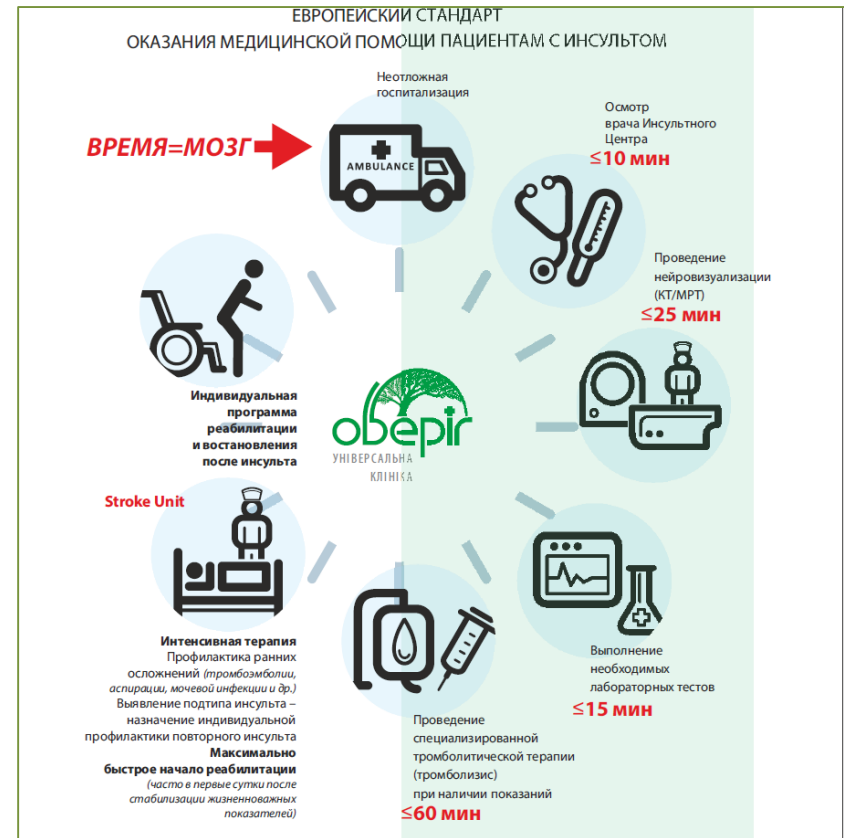 ЕВРОПЕЙСКИЙ СТАНДАРТ
ОКАЗАНИЯ МЕДИЦИНСКОЙ ПОМОЩИ ПАЦИЕНТАМ С ИНСУЛЬТОМ
Неотложная
госпитализация
ВРЕМЯ=МОЗГ
AMBULANCE
Осмотр
врача Инсультного
Центра
≤10 мин
Проведение
нейровизуализации
(КТ/МРТ)
≤25 мин
Выполнение
необходимых
лабораторных тестов
≤15 мин
Проведение
специализированной
тромболитической терапии
(тромболизис)
при наличии показаний
≤60 мин
Stroke Unit
Интенсивная терапия
Профилактика ранних
осложнений (тромбоэмболии,
аспирации, мочевой инфекции и др.)
Выявление подтипа инсульта –
назначение индивидуальной
профилактики повторного инсульта
Максимально
быстрое начало реабилитации
(часто в первые сутки после
стабилизации жизненноважных
показателей)
Индивидуальная
программа
реабилитации
и востановления
после инсульта
оберіг
УНІВЕРСАЛЬНА
КЛІНІКА